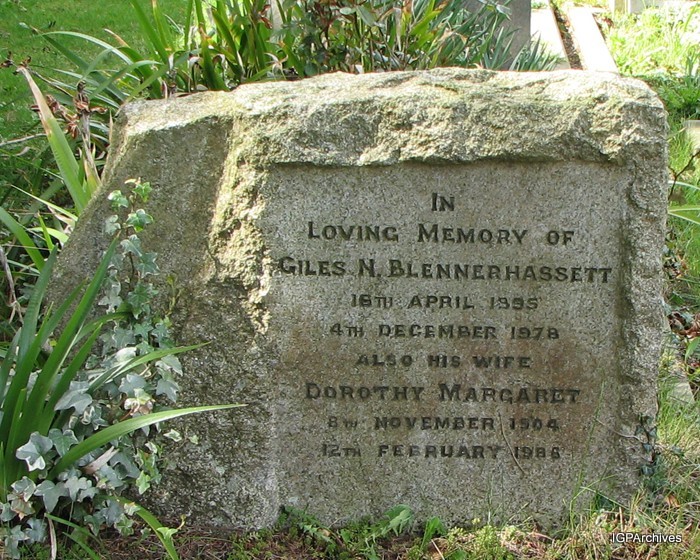 In
Loving Memory of
Giles N. Blennerhassett
18th April 1895
4th December 1978
Also his wife
Dorothy Margaret
8th November 1904
12th February 1986
IGPArchives